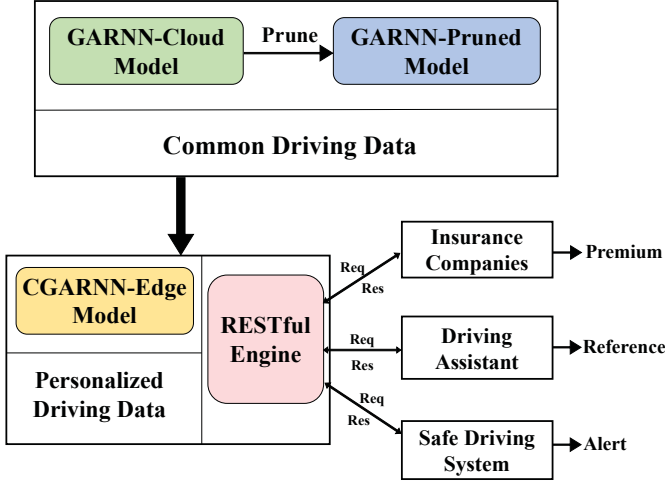 GARNN-Cloud
Model
Prune
GARNN-Pruned
Model
Common Driving Data
CGARNN-Edge
Model
Personalized
Driving Data
RESTful
Engine
Req
Res
Insurance
Companies
Premium
Req
Res
Driving
Assistant
Reference
Req
Res
Safe Driving
System
Alert